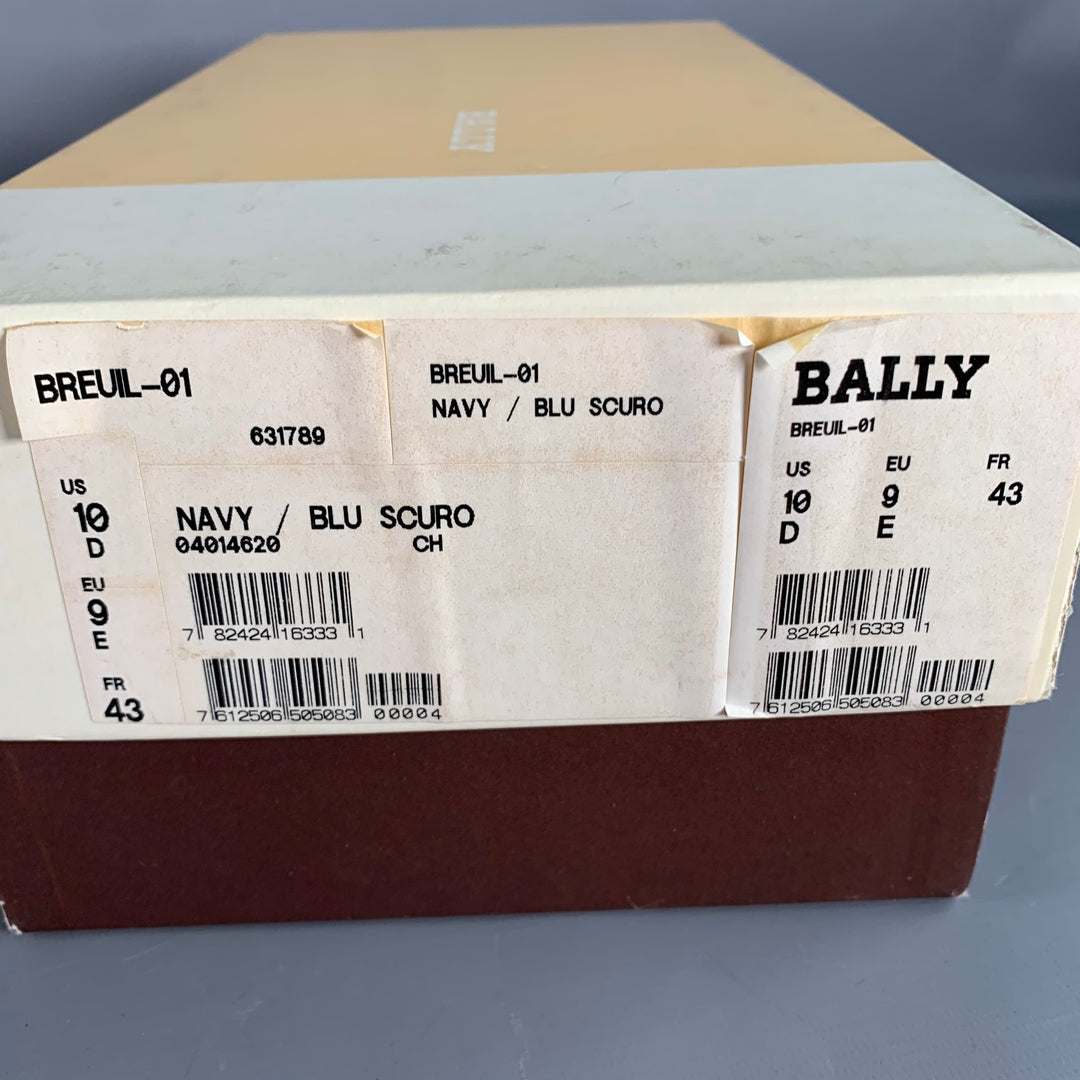 BALLY
BREUIL-01
631789
BREUIL-01
NAVY / BLU SCURO
US
10
D
EU
9
E
FR
43
NAVY / BLU SCURO
04014620 CH
7 82424 16333 1
7 612506 505083 00004
BALLY
BREUIL-01
US EU FR
10 9 43
D E
7 82424 16333 1
7 612506 505083 00004